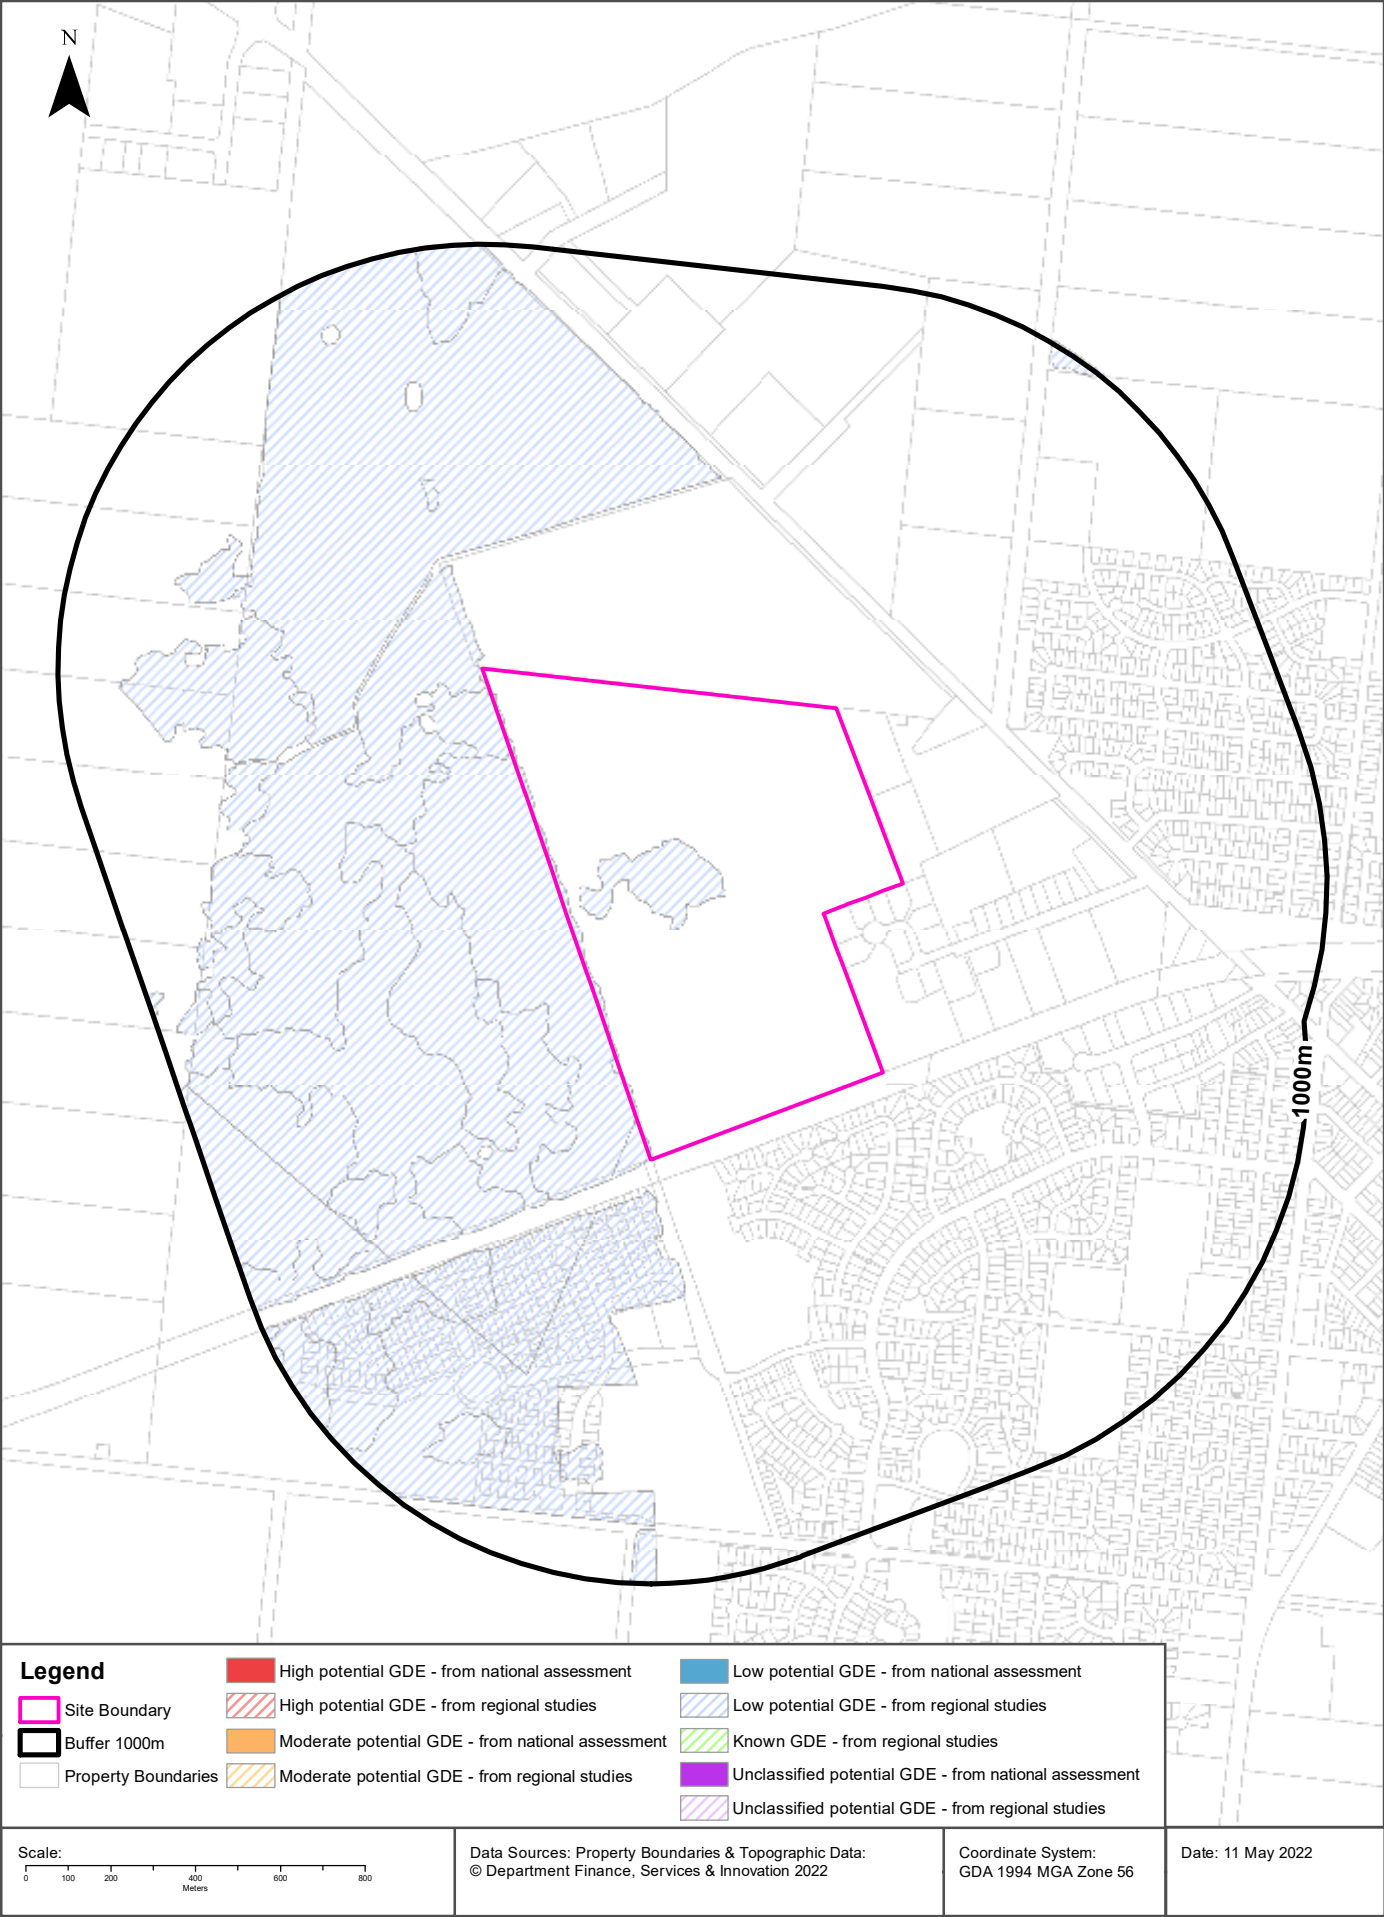 N
1000m
Legend
Site Boundary
Buffer 1000m
Property Boundaries
High potential GDE - from national assessment
High potential GDE - from regional studies
Moderate potential GDE - from national assessment
Moderate potential GDE - from regional studies
Low potential GDE - from national assessment
Low potential GDE - from regional studies
Known GDE - from regional studies
Unclassified potential GDE - from national assessment
Unclassified potential GDE - from regional studies
Scale:
0 100 200 400 600 800
Meters
Data Sources: Property Boundaries & Topographic Data:
© Department Finance, Services & Innovation 2022
Coordinate System:
GDA 1994 MGA Zone 56
Date: 11 May 2022